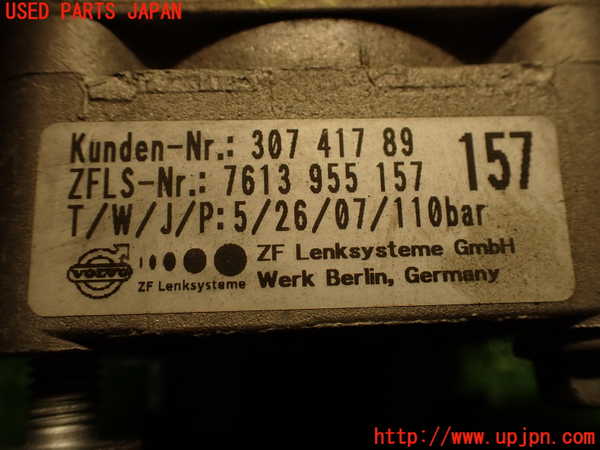 USED PARTS JAPAN
Kunden-Nr.: 307 417 89
157
ZFLS-Nr.: 7613 955 157
T/W/J/P:5/26/07/110bar
VOLVO
ZF Lenksysteme
ZF Lenksysteme GmbH
Werk Berlin, Germany
http://www.upjpn.com/